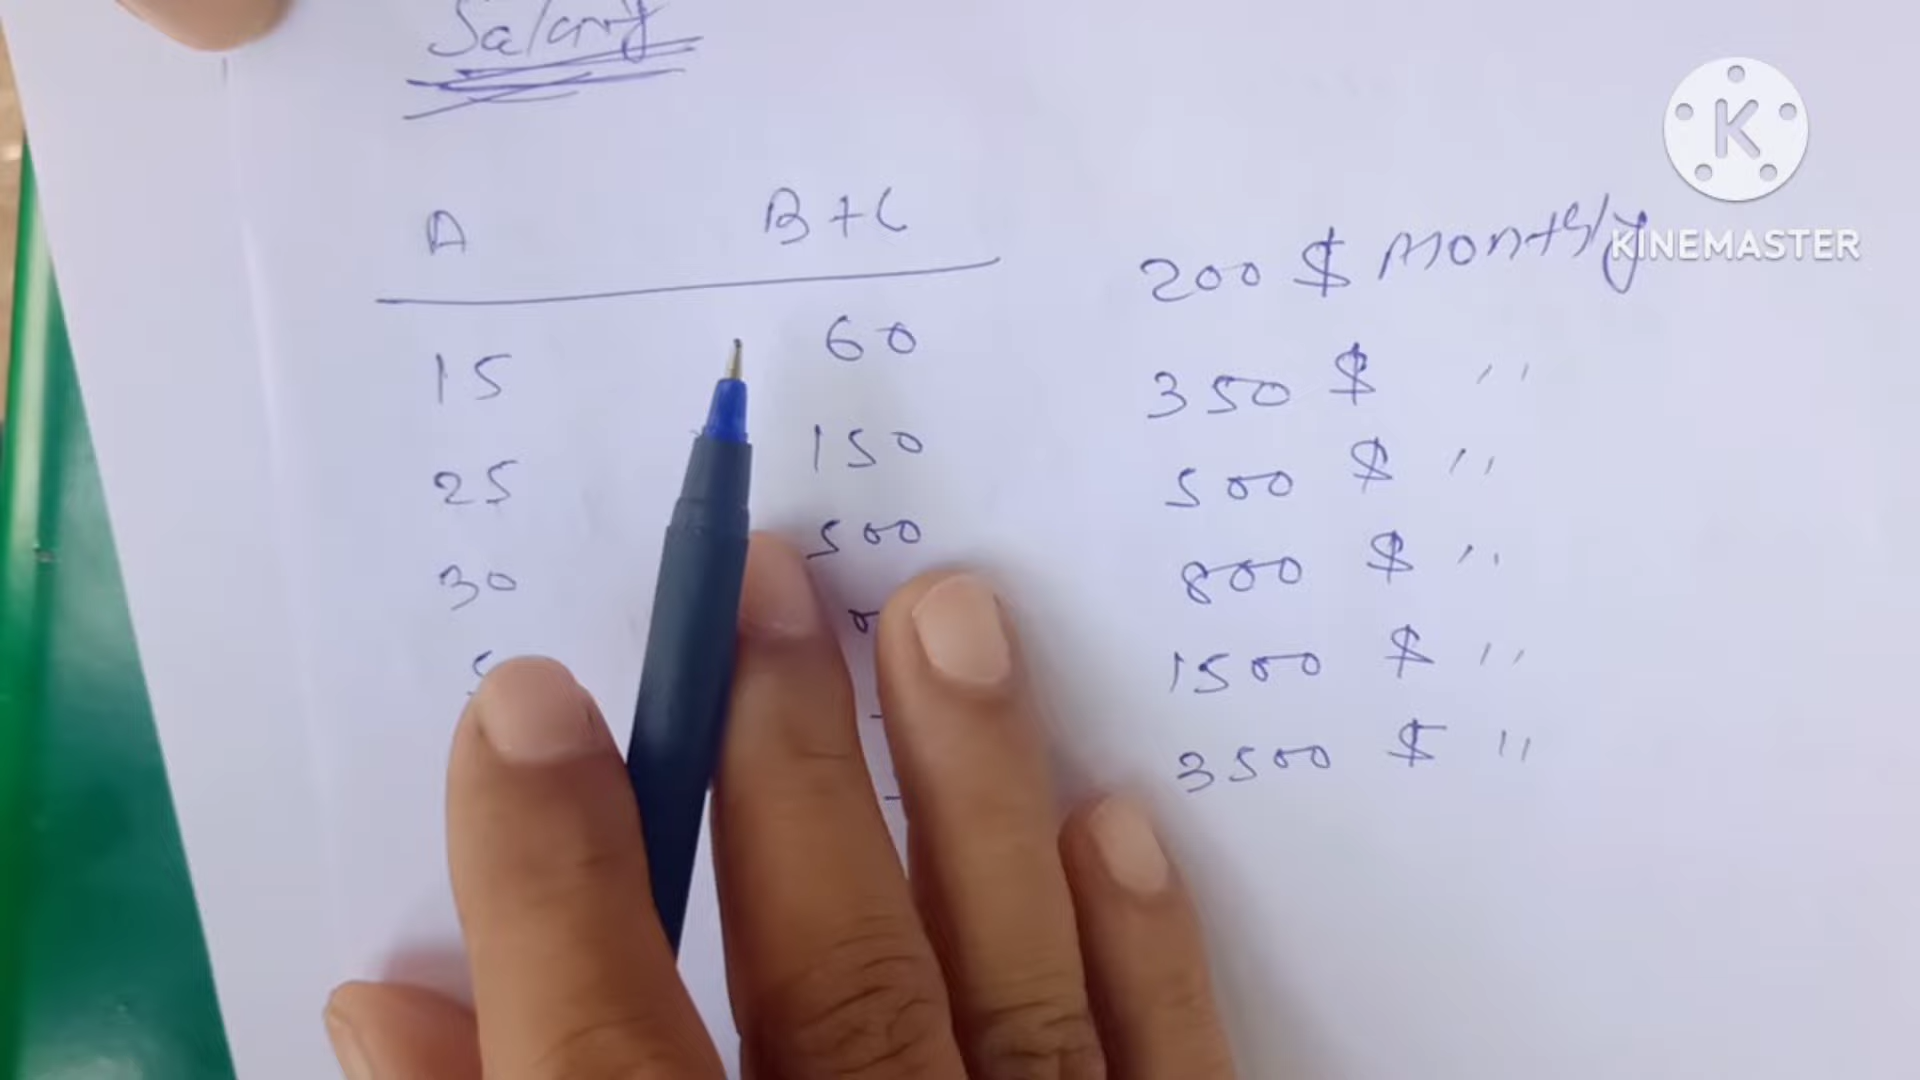 Salary
A B+C
200 $ Monthly
15 60
350 $ "
25 150
500 $ "
30 500
800 $ "
1500 $ "
3500 $ "
K
KINEMASTER